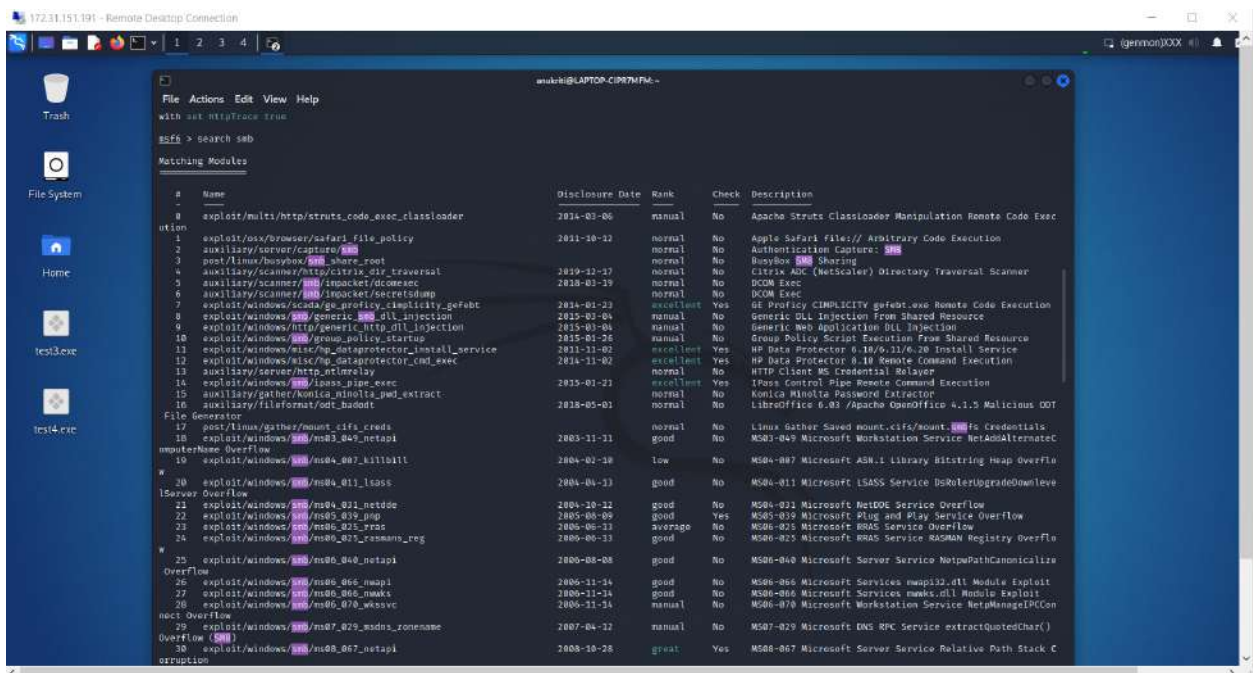 172.31.151.191 - Remote Desktop Connection
1 2 3 4
(genmon)XXX
Trash
File System
Home
test3.exe
test4.exe
anukriti@LAPTOP-CIPR7MFM: ~
File Actions Edit View Help
with set HttpTrace true
msf6 > search smb
Matching Modules
# Name Disclosure Date Rank Check Description
0 exploit/multi/http/struts_code_exec_classloader 2014-03-06 manual No Apache Struts ClassLoader Manipulation Remote Code Exec
ution
1 exploit/osx/browser/safari_file_policy 2011-10-12 normal No Apple Safari file:// Arbitrary Code Execution
2 auxiliary/server/capture/smb normal No Authentication Capture: SMB
3 post/linux/busybox/smb_share_root normal No BusyBox SMB Sharing
4 auxiliary/scanner/http/citrix_dir_traversal 2019-12-17 normal No Citrix ADC (NetScaler) Directory Traversal Scanner
5 auxiliary/scanner/smb/impacket/dcomexec 2018-03-19 normal No DCOM Exec
6 auxiliary/scanner/smb/impacket/secretsdump normal No DCOM Exec
7 exploit/windows/scada/ge_proficy_cimplicity_gefebt 2014-01-23 excellent Yes GE Proficy CIMPLICITY gefebt.exe Remote Code Execution
8 exploit/windows/smb/generic_smb_dll_injection 2015-03-04 manual No Generic DLL Injection From Shared Resource
9 exploit/windows/http/generic_http_dll_injection 2015-03-04 manual No Generic Web Application DLL Injection
10 exploit/windows/smb/group_policy_startup 2015-01-26 manual No Group Policy Script Execution From Shared Resource
11 exploit/windows/misc/hp_dataprotector_install_service 2011-11-02 excellent Yes HP Data Protector 6.10/6.11/6.20 Install Service
12 exploit/windows/misc/hp_dataprotector_cmd_exec 2014-11-02 excellent Yes HP Data Protector 8.10 Remote Command Execution
13 auxiliary/server/http_ntlmrelay normal No HTTP Client MS Credential Relayer
14 exploit/windows/smb/ipass_pipe_exec 2015-01-21 excellent Yes IPass Control Pipe Remote Command Execution
15 auxiliary/gather/konica_minolta_pwd_extract normal No Konica Minolta Password Extractor
16 auxiliary/fileformat/odt_badodt 2018-05-01 normal No LibreOffice 6.03 /Apache OpenOffice 4.1.5 Malicious ODT
File Generator
17 post/linux/gather/mount_cifs_creds normal No Linux Gather Saved mount.cifs/mount.smbfs Credentials
18 exploit/windows/smb/ms03_049_netapi 2003-11-11 good No MS03-049 Microsoft Workstation Service NetAddAlternateC
omputerName Overflow
19 exploit/windows/smb/ms04_007_killbill 2004-02-10 low No MS04-007 Microsoft ASN.1 Library Bitstring Heap Overflo
w
20 exploit/windows/smb/ms04_011_lsass 2004-04-13 good No MS04-011 Microsoft LSASS Service DsRolerUpgradeDownleve
lServer Overflow
21 exploit/windows/smb/ms04_031_netdde 2004-10-12 good No MS04-031 Microsoft NetDDE Service Overflow
22 exploit/windows/smb/ms05_039_pnp 2005-08-09 good Yes MS05-039 Microsoft Plug and Play Service Overflow
23 exploit/windows/smb/ms06_025_rras 2006-06-13 average No MS06-025 Microsoft RRAS Service Overflow
24 exploit/windows/smb/ms06_025_rasmans_reg 2006-06-13 good No MS06-025 Microsoft RRAS Service RASMAN Registry Overflo
w
25 exploit/windows/smb/ms06_040_netapi 2006-08-08 good No MS06-040 Microsoft Server Service NetpwPathCanonicalize
Overflow
26 exploit/windows/smb/ms06_066_nwapi 2006-11-14 good No MS06-066 Microsoft Services nwapi32.dll Module Exploit
27 exploit/windows/smb/ms06_066_nwwks 2006-11-14 good No MS06-066 Microsoft Services nwwks.dll Module Exploit
28 exploit/windows/smb/ms06_070_wkssvc 2006-11-14 manual No MS06-070 Microsoft Workstation Service NetpManageIPCCon
nect Overflow
29 exploit/windows/smb/ms07_029_msdns_zonename 2007-04-12 manual No MS07-029 Microsoft DNS RPC Service extractQuotedChar()
Overflow (SMB)
30 exploit/windows/smb/ms08_067_netapi 2008-10-28 great Yes MS08-067 Microsoft Server Service Relative Path Stack C
orruption